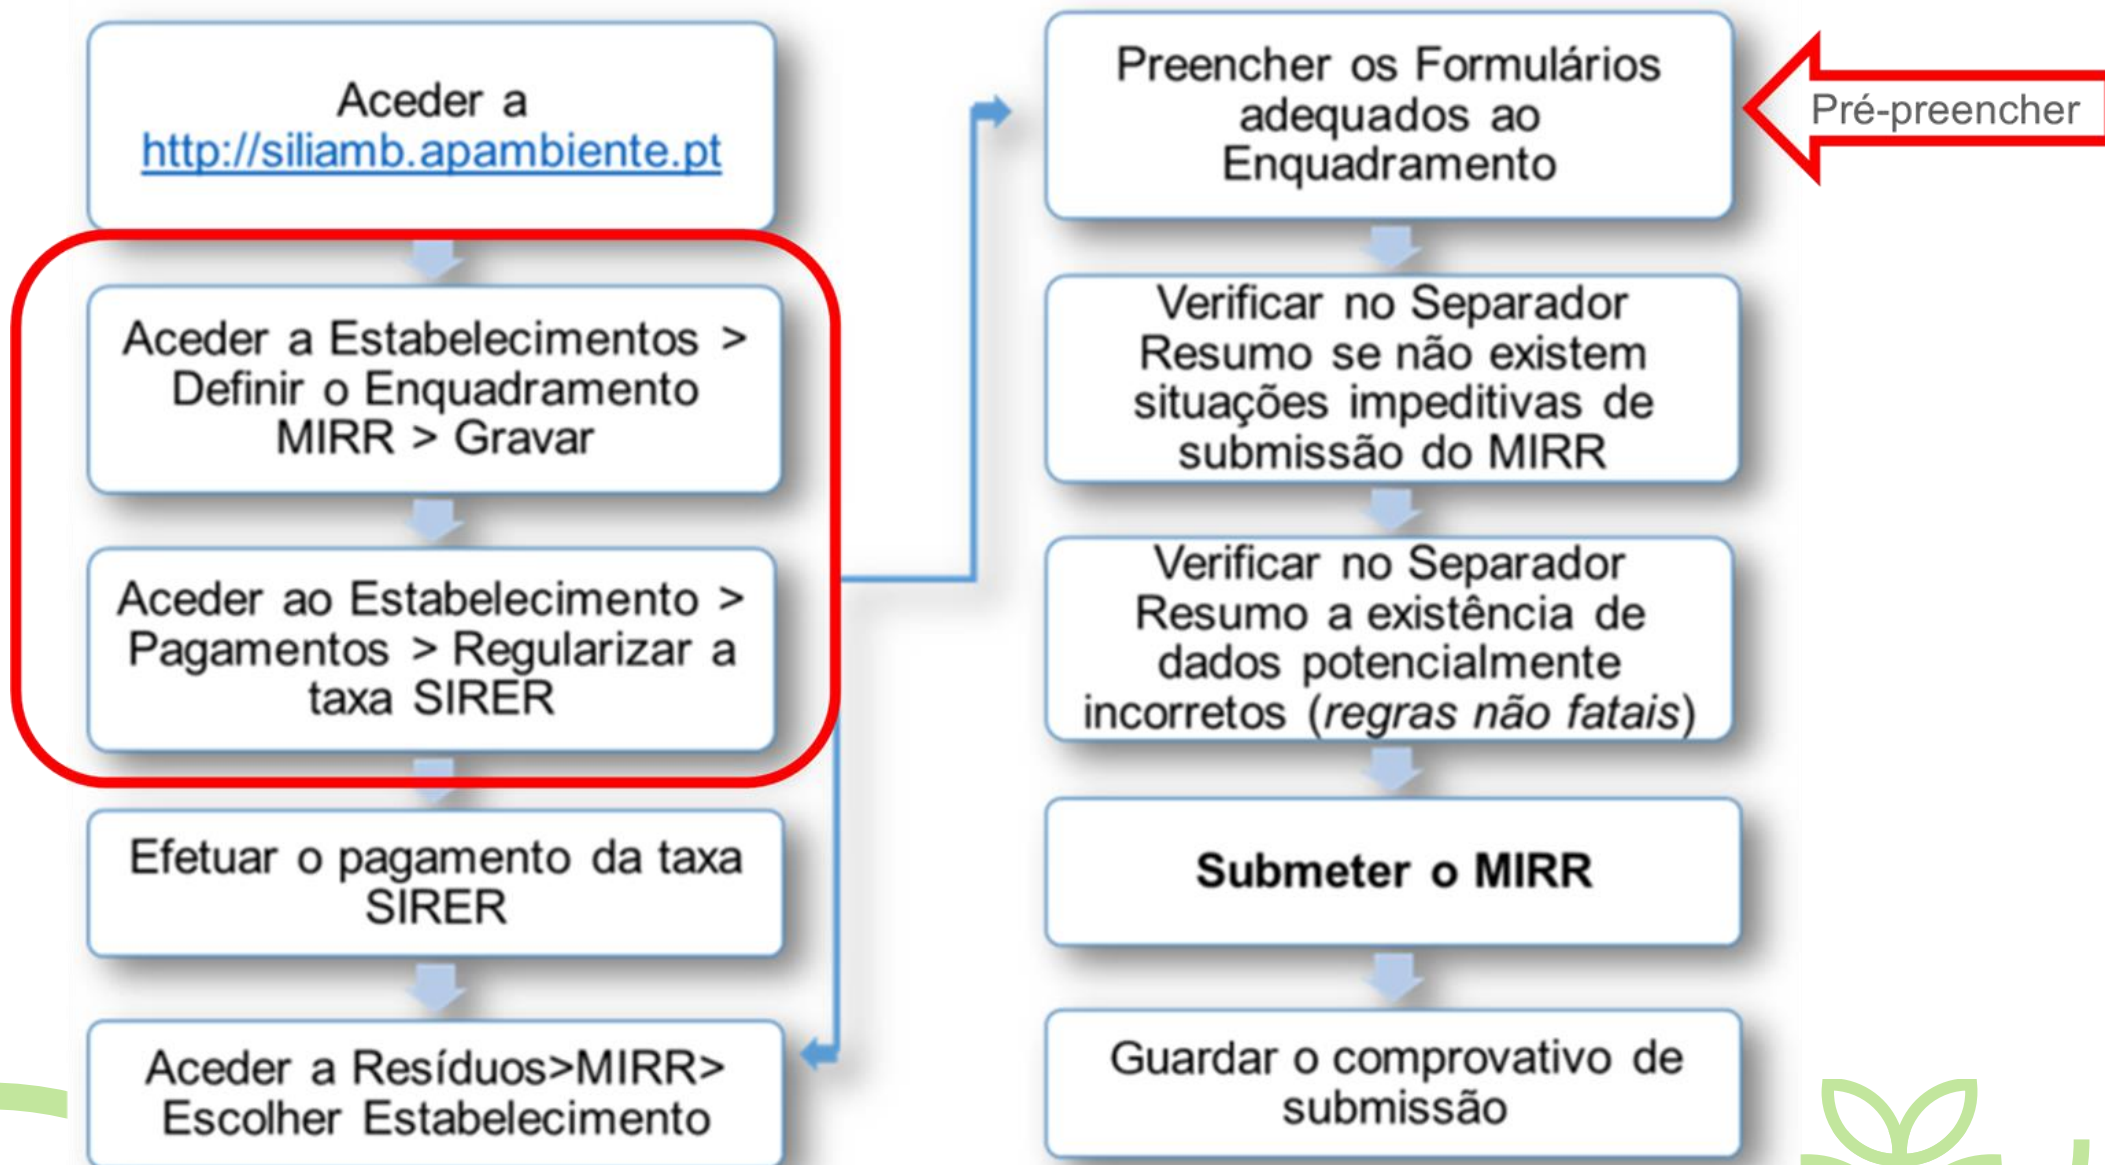 Aceder a
http://siliamb.apambiente.pt
Aceder a Estabelecimentos >
Definir o Enquadramento
MIRR > Gravar
Aceder ao Estabelecimento >
Pagamentos > Regularizar a
taxa SIRER
Efetuar o pagamento da taxa
SIRER
Aceder a Resíduos>MIRR>
Escolher Estabelecimento
Preencher os Formulários
adequados ao
Enquadramento
Pré-preencher
Verificar no Separador
Resumo se não existem
situações impeditivas de
submissão do MIRR
Verificar no Separador
Resumo a existência de
dados potencialmente
incorretos (regras não fatais)
Submeter o MIRR
Guardar o comprovativo de
submissão